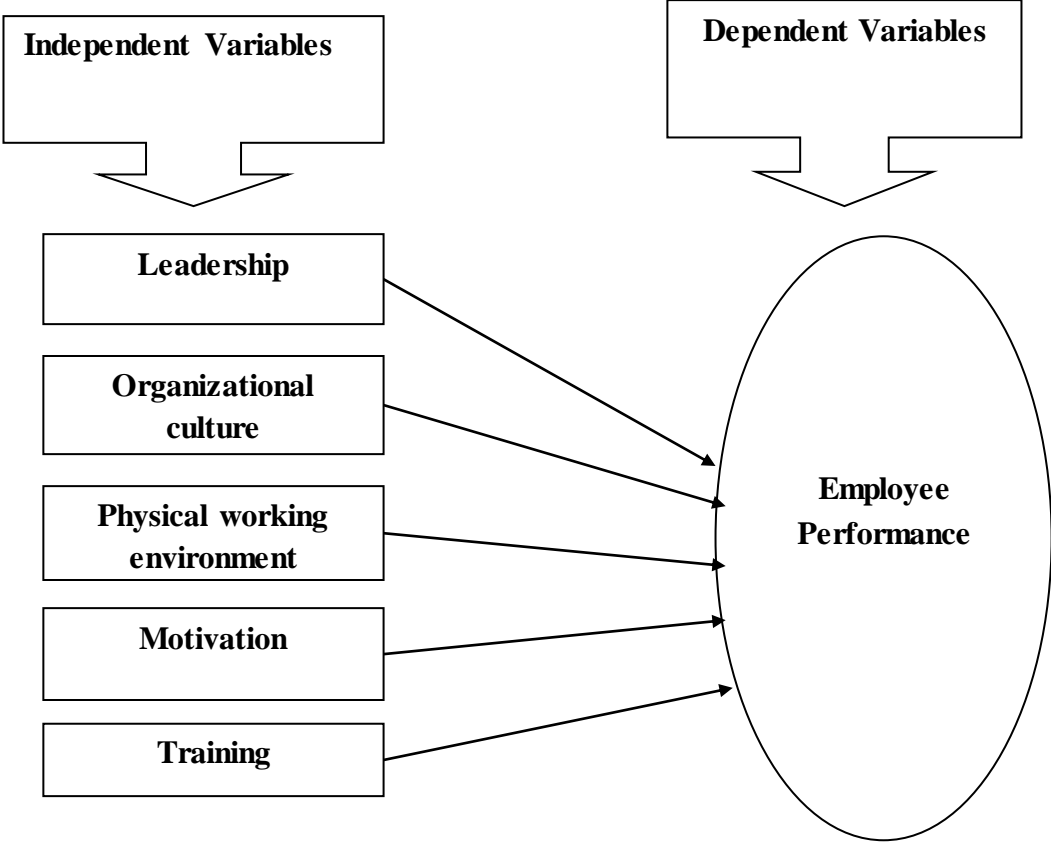 Independent Variables
Dependent Variables
Leadership
Organizational
culture
Physical working
environment
Motivation
Training
Employee
Performance